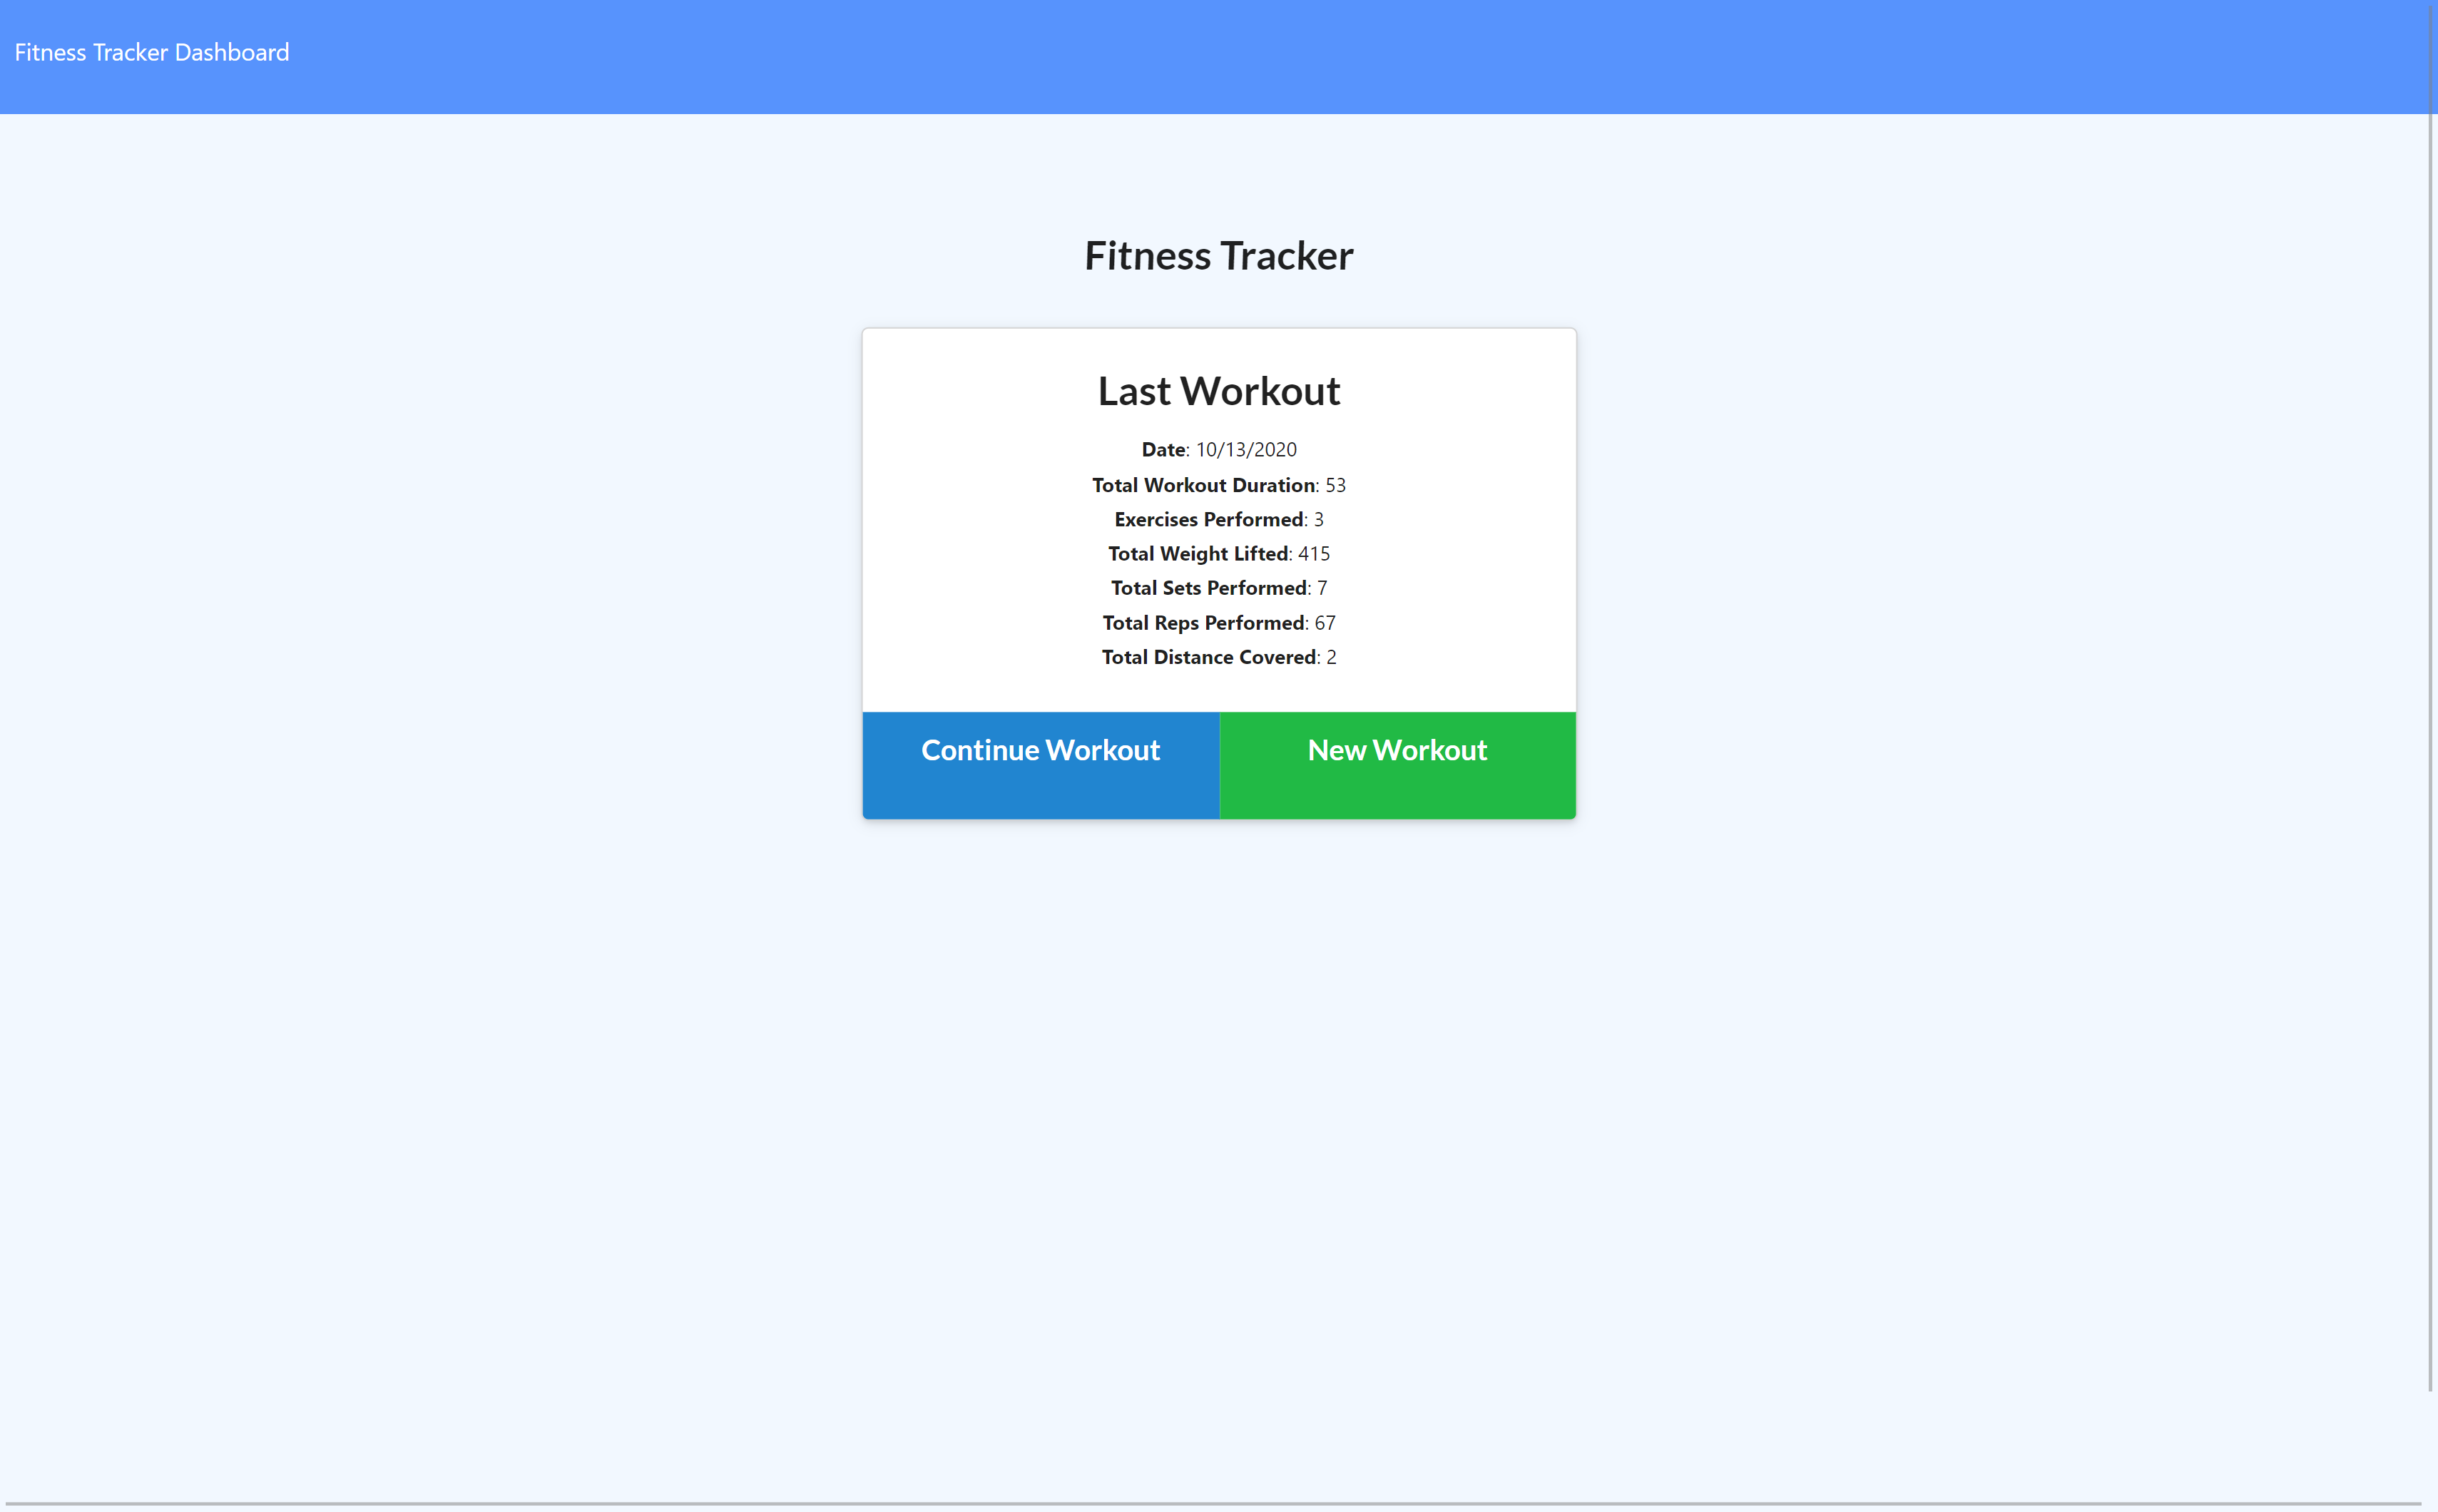 Fitness Tracker Dashboard
Fitness Tracker
Last Workout
Date: 10/13/2020
Total Workout Duration: 53
Exercises Performed: 3
Total Weight Lifted: 415
Total Sets Performed: 7
Total Reps Performed: 67
Total Distance Covered: 2
Continue Workout
New Workout